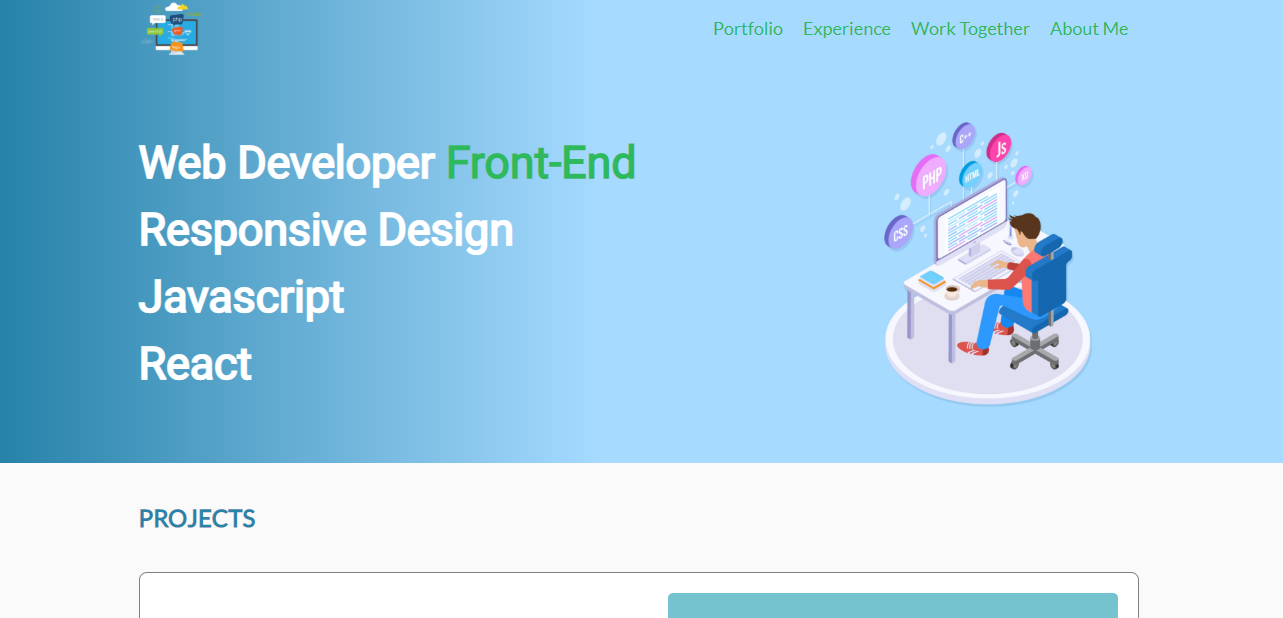 php
Portfolio Experience Work Together About Me
Web Developer Front-End
Responsive Design
Javascript
React
C++
JS
PHP
HTML
CSS
PROJECTS